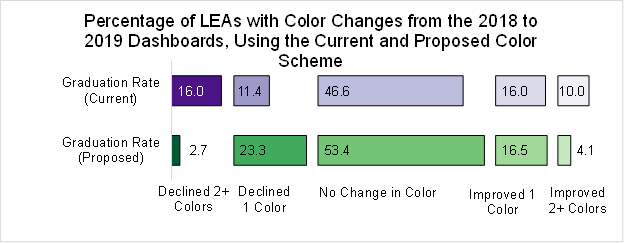 Percentage of LEAs with Color Changes from the 2018 to
2019 Dashboards, Using the Current and Proposed Color
Scheme
Graduation Rate
(Current)
16.0
11.4
46.6
16.0
10.0
Graduation Rate
(Proposed)
2.7
23.3
53.4
16.5
4.1
Declined 2+
Colors
Declined
1 Color
No Change in Color
Improved 1
Color
Improved
2+ Colors